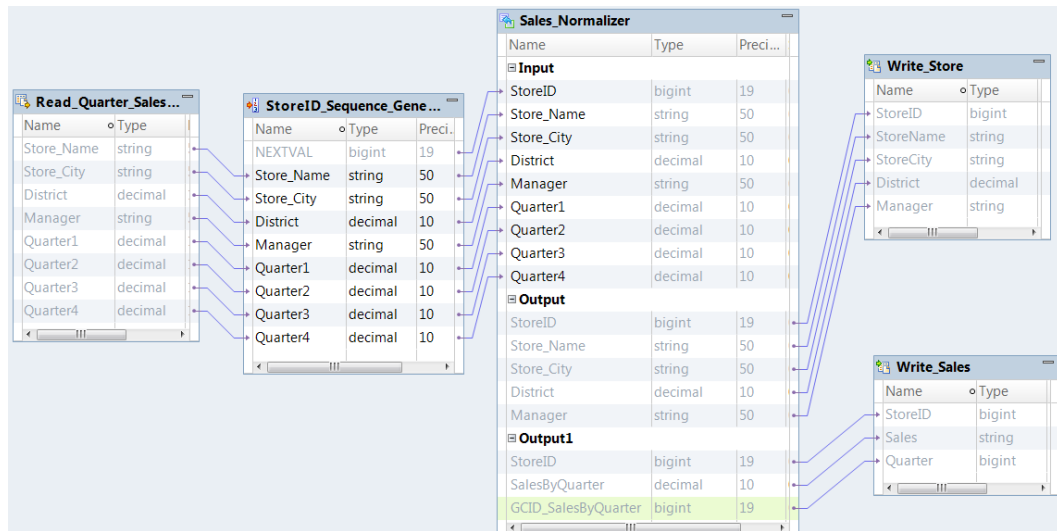 Read_Quarter_Sales...
Name Type
Store_Name string
Store_City string
District decimal
Manager string
Quarter1 decimal
Quarter2 decimal
Quarter3 decimal
Quarter4 decimal
StoreID_Sequence_Gene...
Name Type Preci.
NEXTVAL bigint 19
Store_Name string 50
Store_City string 50
District decimal 10
Manager string 50
Quarter1 decimal 10
Quarter2 decimal 10
Quarter3 decimal 10
Quarter4 decimal 10
Sales_Normalizer
Name Type Preci...
Input
StoreID bigint 19
Store_Name string 50
Store_City string 50
District decimal 10
Manager string 50
Quarter1 decimal 10
Quarter2 decimal 10
Quarter3 decimal 10
Quarter4 decimal 10
Output
StoreID bigint 19
Store_Name string 50
Store_City string 50
District decimal 10
Manager string 50
Output1
StoreID bigint 19
SalesByQuarter decimal 10
GCID_SalesByQuarter bigint 19
Write_Store
Name Type
StoreID bigint
StoreName string
StoreCity string
District decimal
Manager string
Write_Sales
Name Type
StoreID bigint
Sales string
Quarter bigint